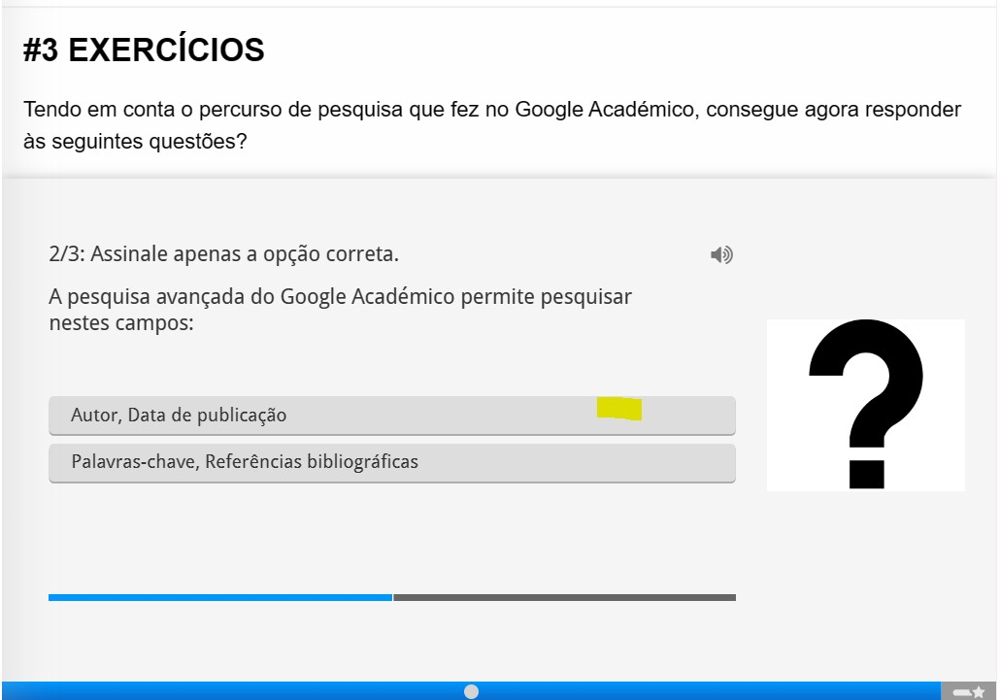 #3 EXERCÍCIOS
Tendo em conta o percurso de pesquisa que fez no Google Académico, consegue agora responder
às seguintes questões?
2/3: Assinale apenas a opção correta.
A pesquisa avançada do Google Académico permite pesquisar
nestes campos:
Autor, Data de publicação
Palavras-chave, Referências bibliográficas